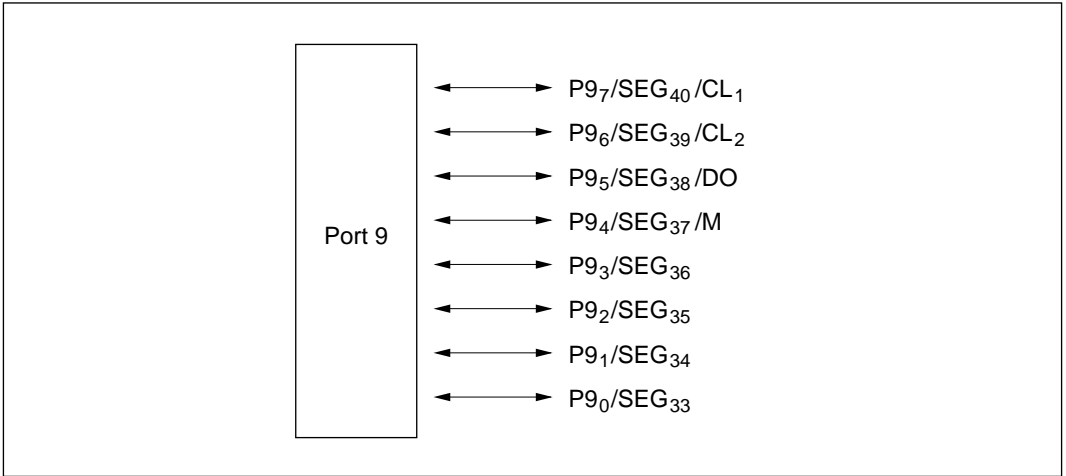 P9₇/SEG₄₀/CL₁
P9₆/SEG₃₉/CL₂
P9₅/SEG₃₈/DO
P9₄/SEG₃₇/M
Port 9
P9₃/SEG₃₆
P9₂/SEG₃₅
P9₁/SEG₃₄
P9₀/SEG₃₃